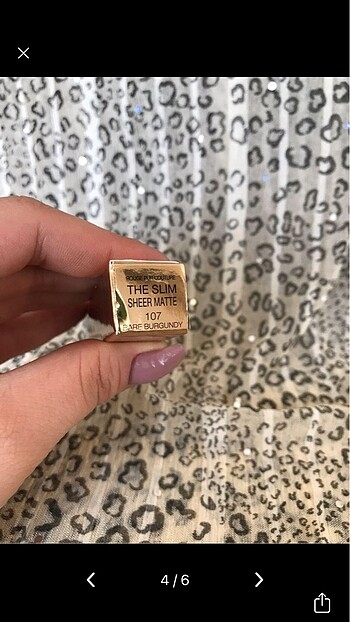 ROUGE PUR COUTURE
THE SLIM
SHEER MATTE
107
BARE BURGUNDY
4/6